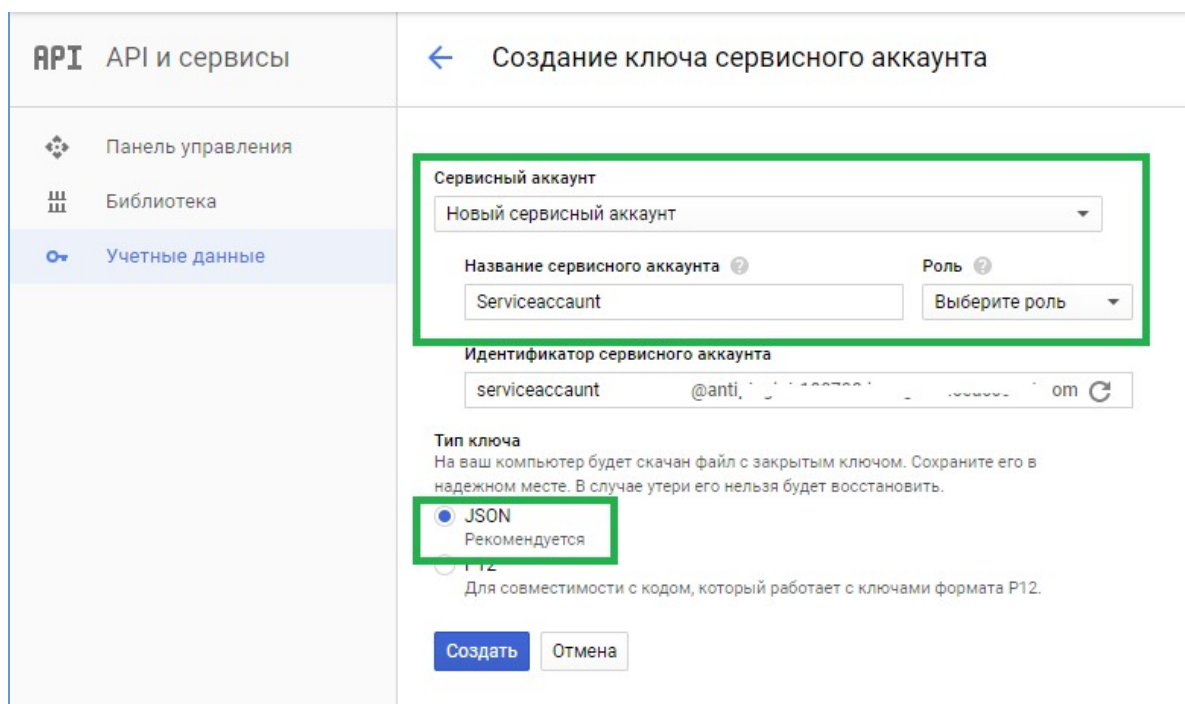 API API и сервисы
Создание ключа сервисного аккаунта
Панель управления
Библиотека
Учетные данные
Сервисный аккаунт
Новый сервисный аккаунт
Название сервисного аккаунта
Роль
Serviceaccaunt
Выберите роль
Идентификатор сервисного аккаунта
serviceaccaunt @anti om
Тип ключа
На ваш компьютер будет скачан файл с закрытым ключом. Сохраните его в
надежном месте. В случае утери его нельзя будет восстановить.
JSON
Рекомендуется
P12
Для совместимости с кодом, который работает с ключами формата P12.
Создать Отмена